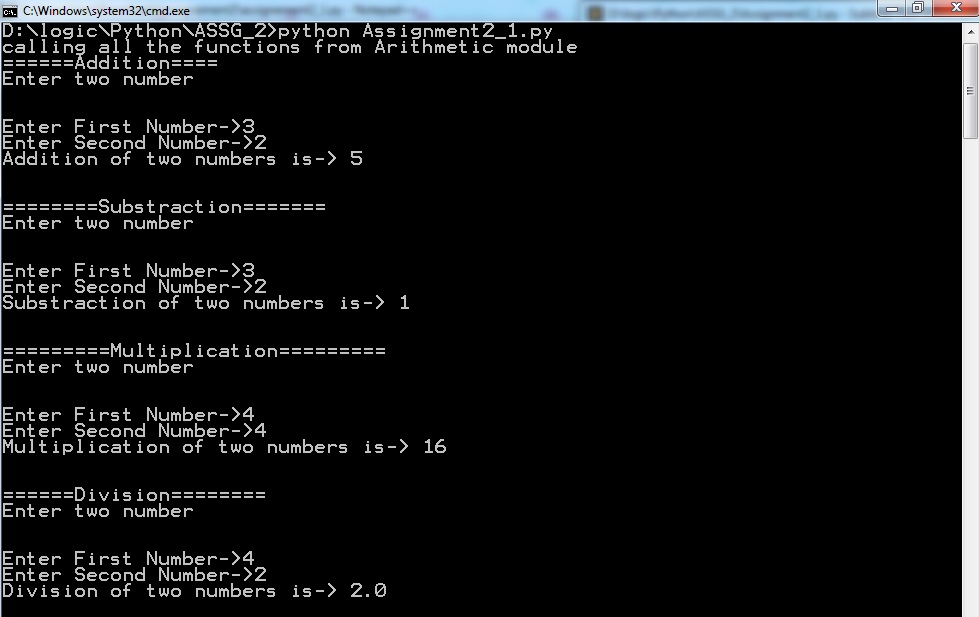 C:\Windows\system32\cmd.exe
D:\logic\Python\ASSG_2>python Assignment2_1.py
calling all the functions from Arithmetic module
======Addition====
Enter two number
Enter First Number->3
Enter Second Number->2
Addition of two numbers is-> 5
========Substraction=======
Enter two number
Enter First Number->3
Enter Second Number->2
Substraction of two numbers is-> 1
=========Multiplication=========
Enter two number
Enter First Number->4
Enter Second Number->4
Multiplication of two numbers is-> 16
======Division========
Enter two number
Enter First Number->4
Enter Second Number->2
Division of two numbers is-> 2.0